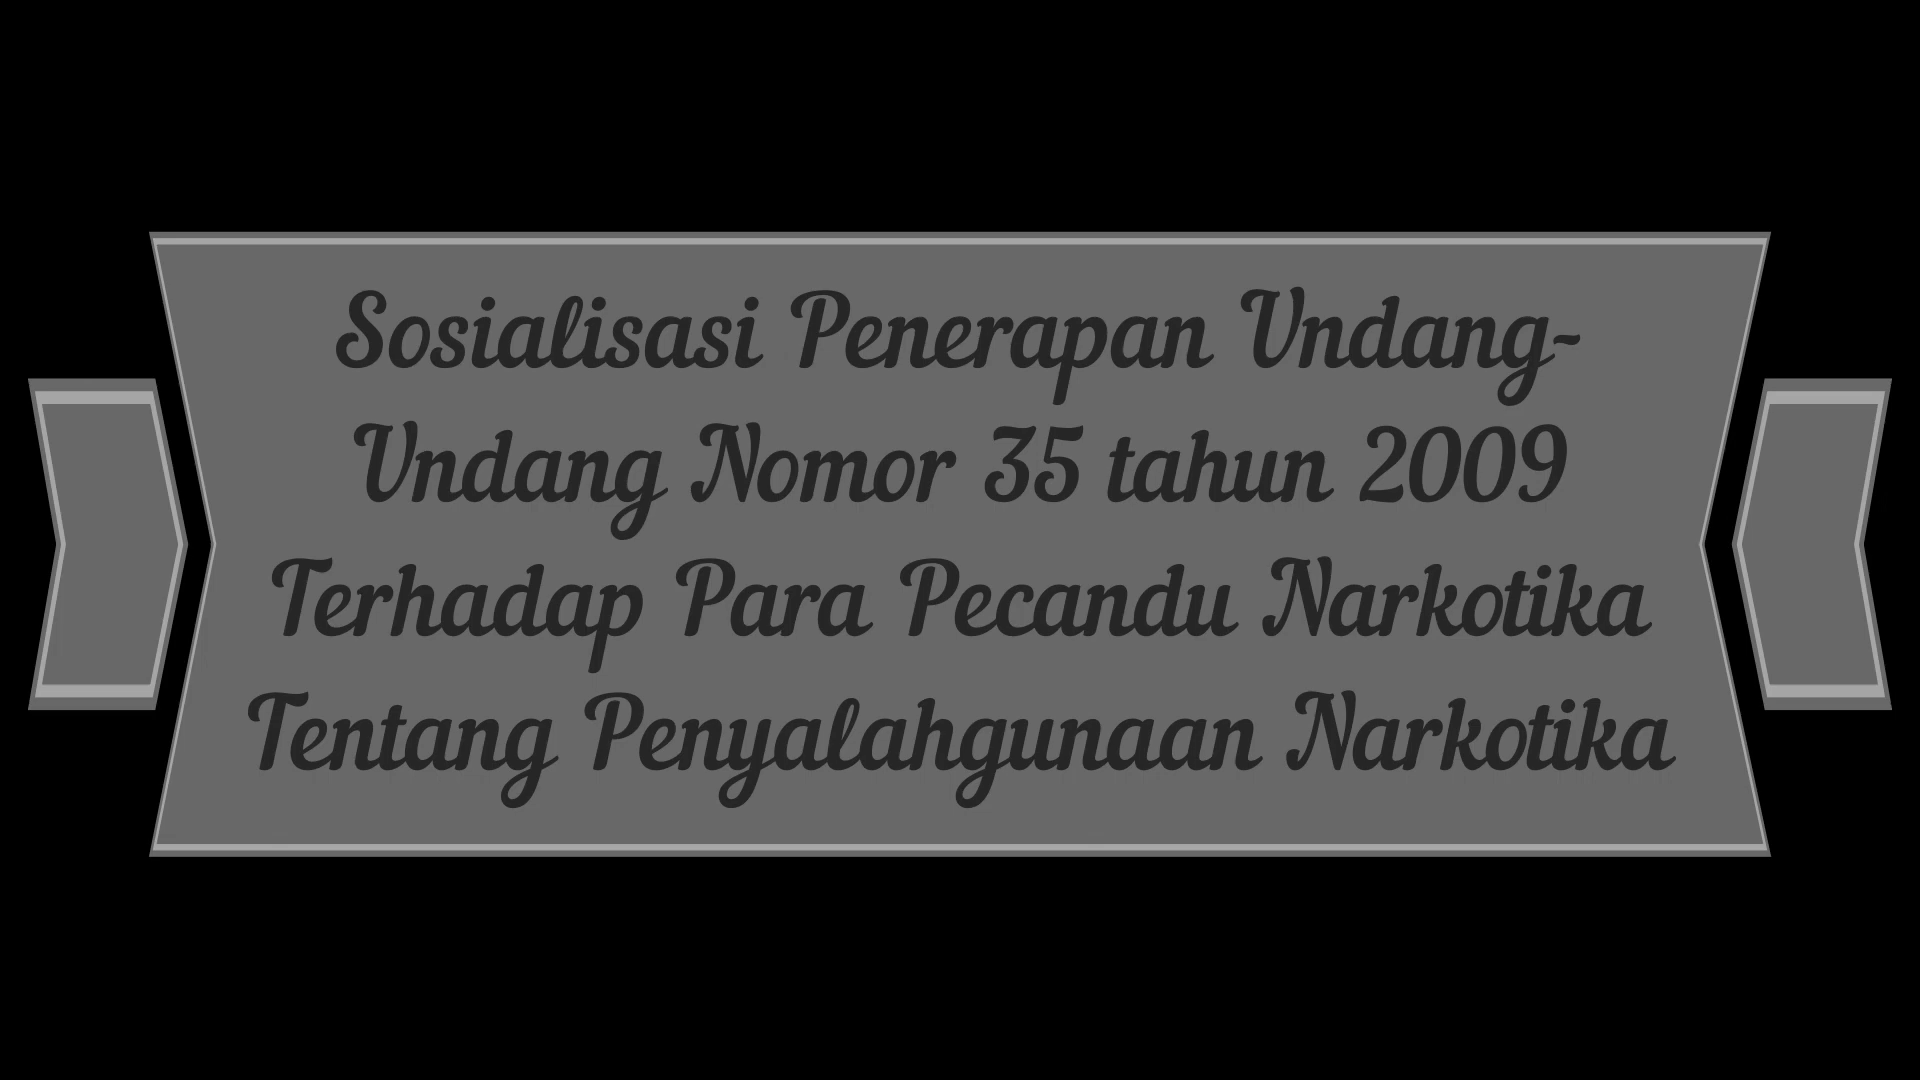 Sosialisasi Penerapan Undang-
Undang Nomor 35 tahun 2009
Terhadap Para Pecandu Narkotika
Tentang Penyalahgunaan Narkotika